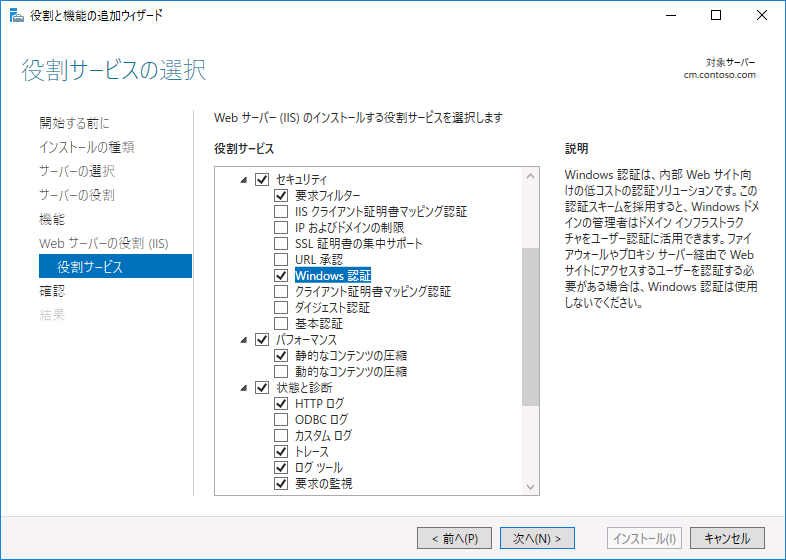 役割と機能の追加ウィザード
役割サービスの選択
対象サーバー
cm.contoso.com
開始する前に
インストールの種類
サーバーの選択
サーバーの役割
機能
Web サーバーの役割 (IIS)
役割サービス
確認
結果
Web サーバー (IIS) のインストールする役割サービスを選択します
役割サービス
セキュリティ
要求フィルター
IIS クライアント証明書マッピング認証
IP およびドメインの制限
SSL 証明書の集中サポート
URL 承認
Windows 認証
クライアント証明書マッピング認証
ダイジェスト認証
基本認証
パフォーマンス
静的なコンテンツの圧縮
動的なコンテンツの圧縮
状態と診断
HTTP ログ
ODBC ログ
カスタム ログ
トレース
ログ ツール
要求の監視
説明
Windows 認証は、内部 Web サイト向
けの低コストの認証ソリューションです。この
認証スキームを採用すると、Windows ドメ
インの管理者はドメイン インフラストラク
チャをユーザー認証に活用できます。ファイ
アウォールやプロキシ サーバー経由で Web
サイトにアクセスするユーザーを認証する必
要がある場合は、Windows 認証は使用
しないでください。
< 前へ(P)
次へ(N) >
インストール(I)
キャンセル